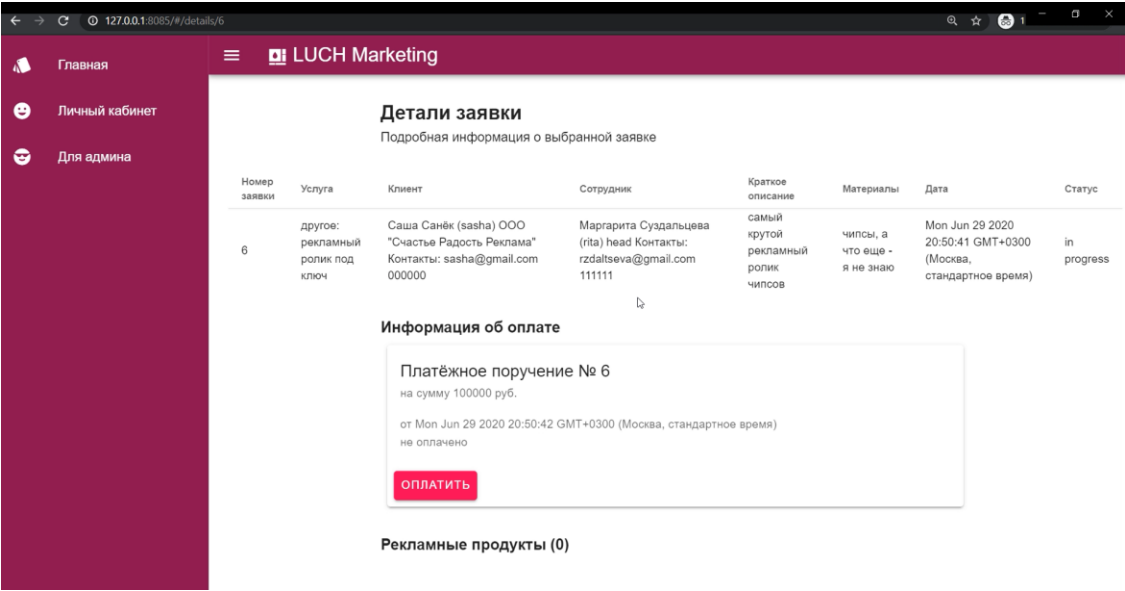 127.0.0.1:8085/#/details/6
1
Главная
Личный кабинет
Для админа
LUCH Marketing
Детали заявки
Подробная информация о выбранной заявке
Номер
заявки
Услуга
Клиент
Сотрудник
Краткое
описание
Материалы
Дата
Статус
6
другое:
рекламный
ролик под
ключ
Саша Санёк (sasha) ООО
"Счастье Радость Реклама"
Контакты: sasha@gmail.com
000000
Маргарита Суздальцева
(rita) head Контакты:
rzdaltseva@gmail.com
111111
самый
крутой
рекламный
ролик
чипсов
чипсы, а
что еще -
я не знаю
Mon Jun 29 2020
20:50:41 GMT+0300
(Москва,
стандартное время)
in
progress
Информация об оплате
Платёжное поручение № 6
на сумму 100000 руб.
от Mon Jun 29 2020 20:50:42 GMT+0300 (Москва, стандартное время)
не оплачено
ОПЛАТИТЬ
Рекламные продукты (0)